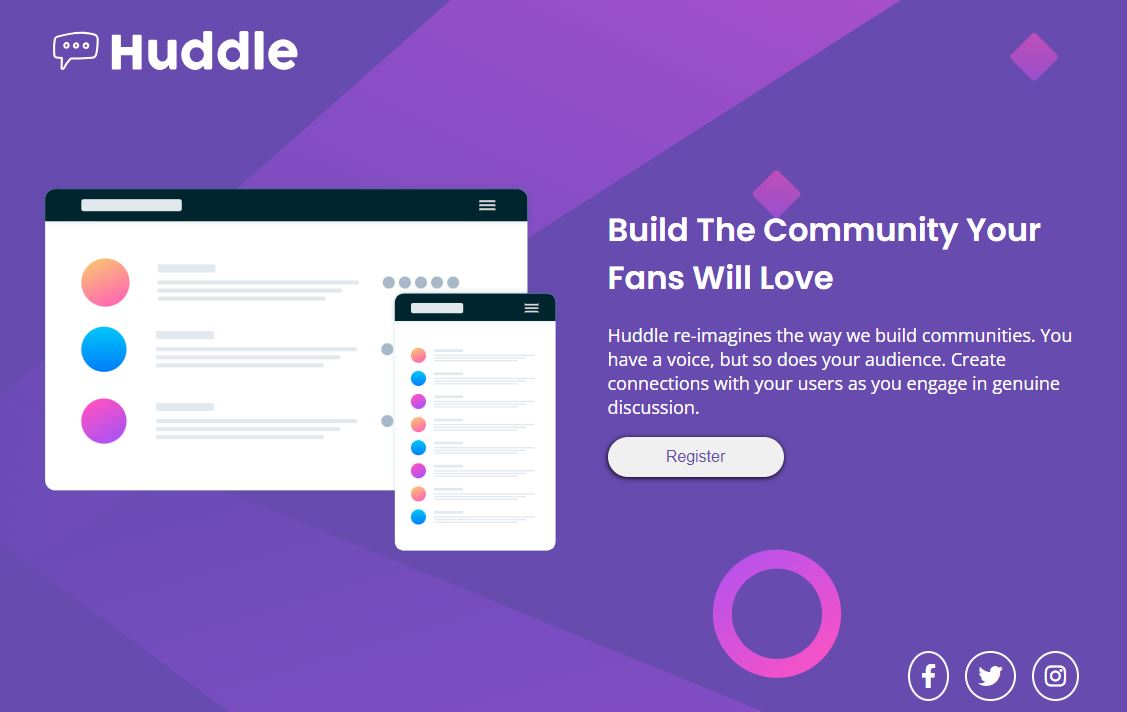 Huddle
Build The Community Your
Fans Will Love
Huddle re-imagines the way we build communities. You
have a voice, but so does your audience. Create
connections with your users as you engage in genuine
discussion.
Register